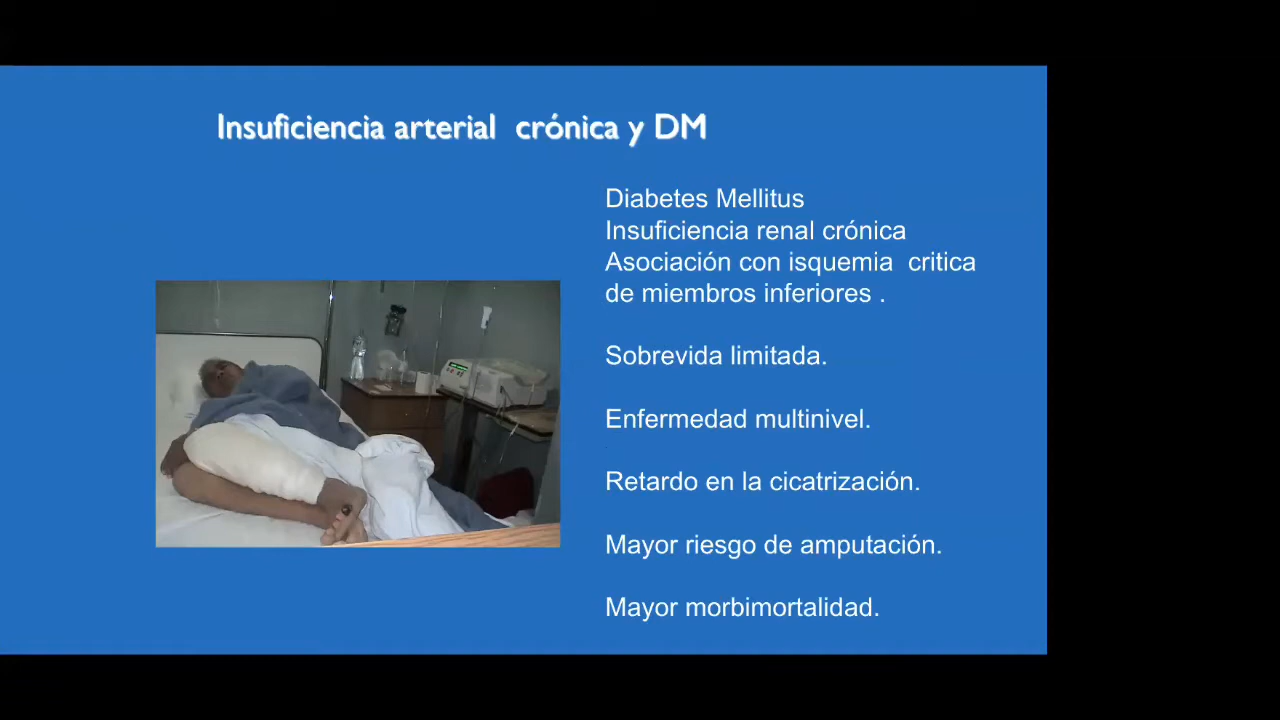 Insuficiencia arterial  crónica y DM
Diabetes Mellitus
Insuficiencia renal crónica
Asociación con isquemia  critica
de miembros inferiores .
Sobrevida limitada.
Enfermedad multinivel.
Retardo en la cicatrización.
Mayor riesgo de amputación.
Mayor morbimortalidad.